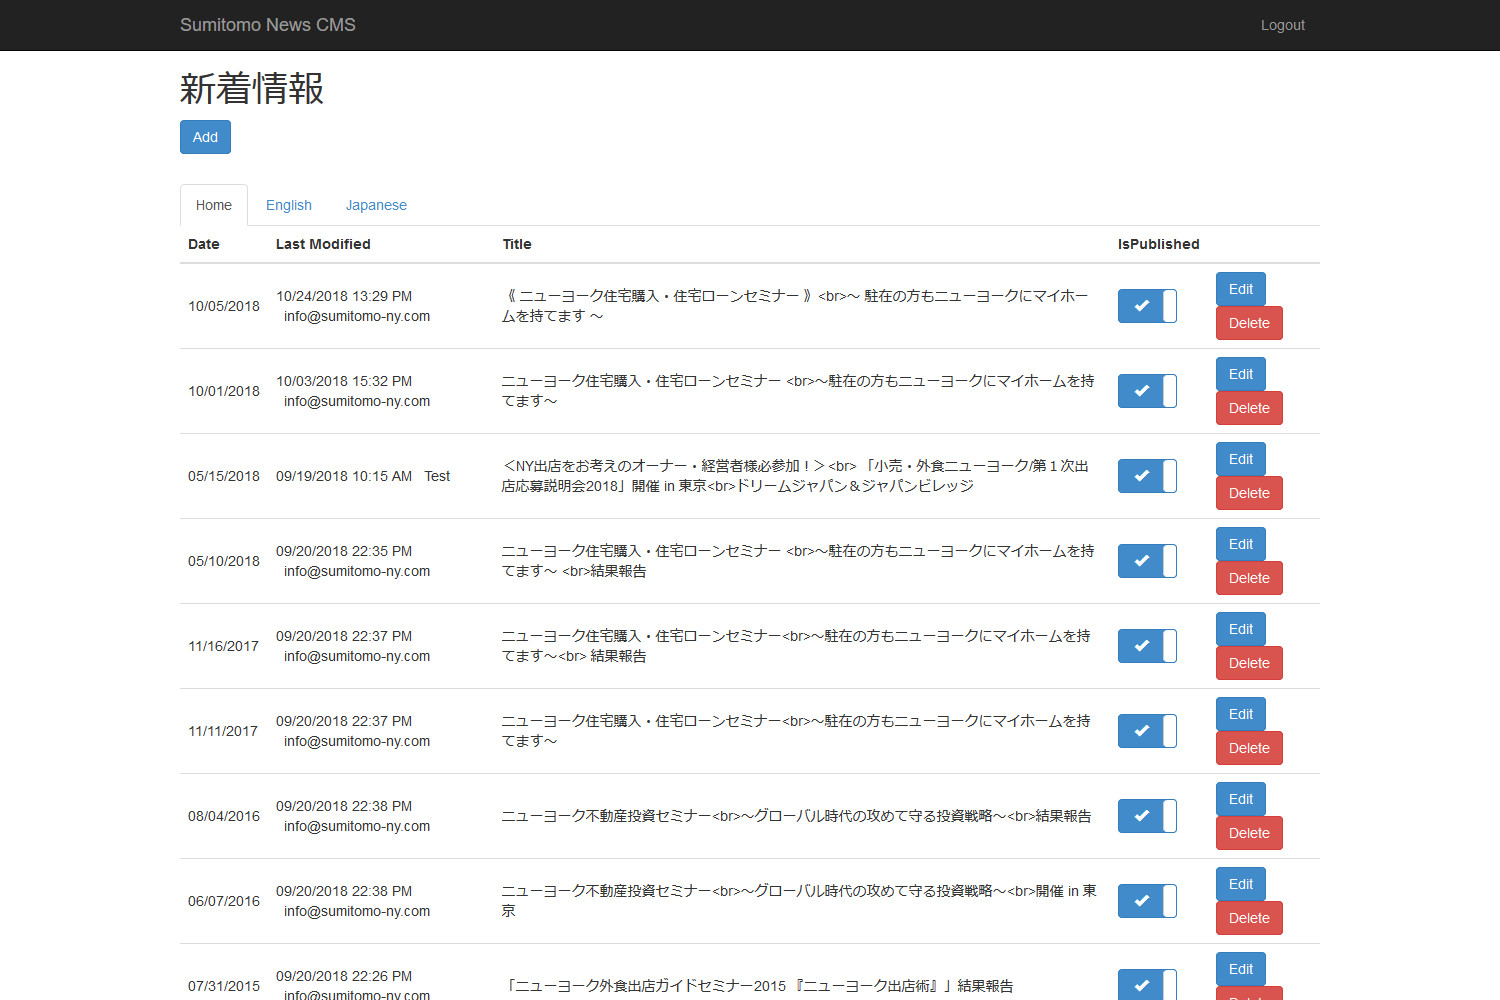 Sumitomo News CMS Logout
新着情報
Add
Home English Japanese
Date Last Modified Title IsPublished
10/05/2018 10/24/2018 13:29 PM info@sumitomo-ny.com 《 ニューヨーク住宅購入・住宅ローンセミナー 》<br>～ 駐在の方もニューヨークにマイホー
ムを持てます ～ Edit
Delete
10/01/2018 10/03/2018 15:32 PM info@sumitomo-ny.com ニューヨーク住宅購入・住宅ローンセミナー <br>～駐在の方もニューヨークにマイホームを持
てます～ Edit
Delete
05/15/2018 09/19/2018 10:15 AM Test ＜NY出店をお考えのオーナー・経営者様必参加！＞<br> 「小売・外食ニューヨーク/第１次出
店応募説明会2018」開催 in 東京<br>ドリームジャパン＆ジャパンビレッジ Edit
Delete
05/10/2018 09/20/2018 22:35 PM info@sumitomo-ny.com ニューヨーク住宅購入・住宅ローンセミナー <br>～駐在の方もニューヨークにマイホームを持
てます～ <br>結果報告 Edit
Delete
11/16/2017 09/20/2018 22:37 PM info@sumitomo-ny.com ニューヨーク住宅購入・住宅ローンセミナー<br>～駐在の方もニューヨークにマイホームを持
てます～<br> 結果報告 Edit
Delete
11/11/2017 09/20/2018 22:37 PM info@sumitomo-ny.com ニューヨーク住宅購入・住宅ローンセミナー<br>～駐在の方もニューヨークにマイホームを持
てます～ Edit
Delete
08/04/2016 09/20/2018 22:38 PM info@sumitomo-ny.com ニューヨーク不動産投資セミナー<br>～グローバル時代の攻めて守る投資戦略～<br>結果報告 Edit
Delete
06/07/2016 09/20/2018 22:38 PM info@sumitomo-ny.com ニューヨーク不動産投資セミナー<br>～グローバル時代の攻めて守る投資戦略～<br>開催 in 東
京 Edit
Delete
07/31/2015 09/20/2018 22:26 PM info@sumitomo-ny.com 「ニューヨーク外食出店ガイドセミナー2015 『ニューヨーク出店術』」結果報告 Edit